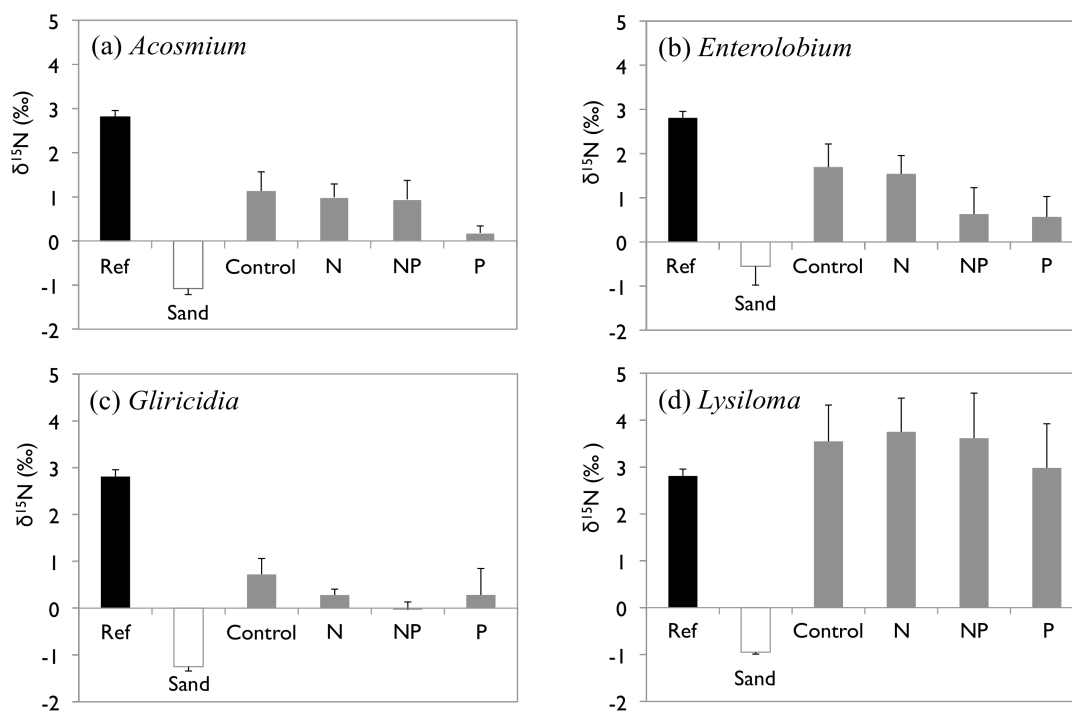 (a) Acosmium
5
4
3
2
1
0
-1
-2
δ¹⁵N (‰)
Ref
Sand
Control
N
NP
P
(b) Enterolobium
5
4
3
2
1
0
-1
-2
δ¹⁵N (‰)
Ref
Sand
Control
N
NP
P
(c) Gliricidia
5
4
3
2
1
0
-1
-2
δ¹⁵N (‰)
Ref
Sand
Control
N
NP
P
(d) Lysiloma
5
4
3
2
1
0
-1
-2
δ¹⁵N (‰ )
Ref
Sand
Control
N
NP
P